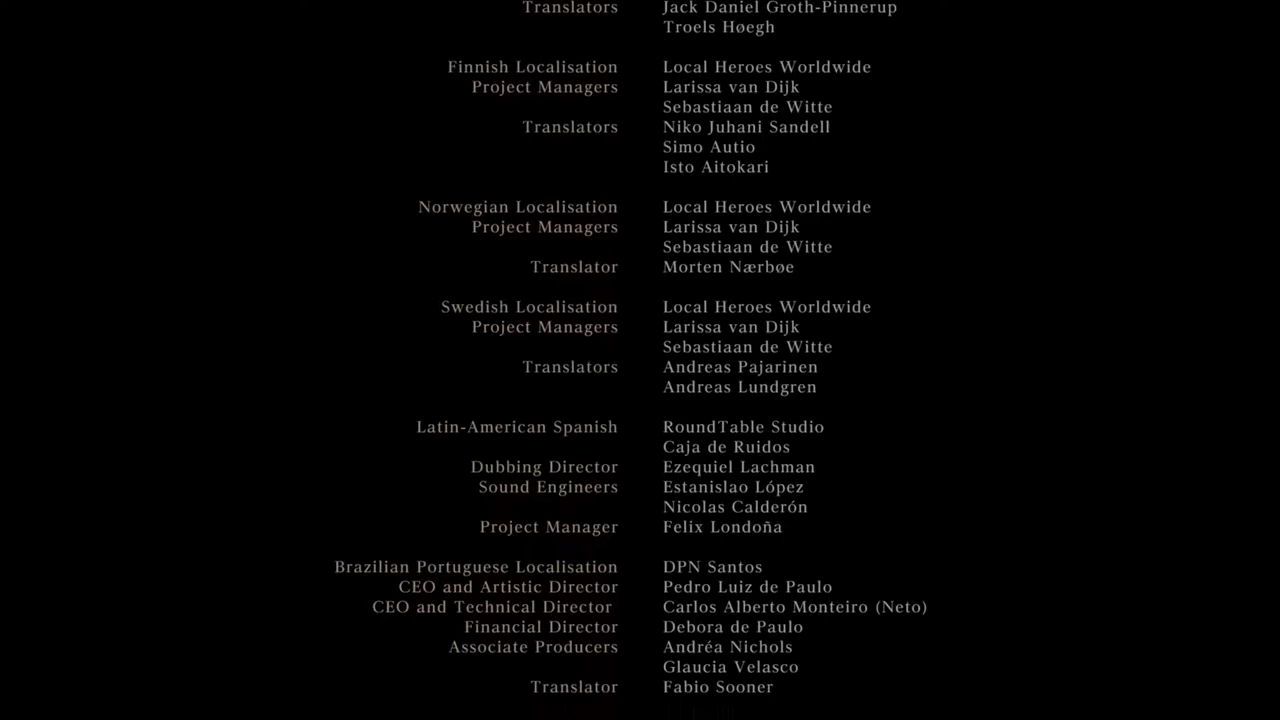 Translators Jack Daniel Groth-Pinnerup
Troels Høegh
Finnish Localisation Local Heroes Worldwide
Project Managers Larissa van Dijk
Sebastiaan de Witte
Translators Niko Juhani Sandell
Simo Autio
Isto Aitokari
Norwegian Localisation Local Heroes Worldwide
Project Managers Larissa van Dijk
Sebastiaan de Witte
Translator Morten Nærbøe
Swedish Localisation Local Heroes Worldwide
Project Managers Larissa van Dijk
Sebastiaan de Witte
Translators Andreas Pajarinen
Andreas Lundgren
Latin-American Spanish RoundTable Studio
Caja de Ruidos
Dubbing Director Ezequiel Lachman
Sound Engineers Estanislao López
Nicolas Calderón
Project Manager Felix Londoña
Brazilian Portuguese Localisation DPN Santos
CEO and Artistic Director Pedro Luiz de Paulo
CEO and Technical Director Carlos Alberto Monteiro (Neto)
Financial Director Debora de Paulo
Associate Producers Andréa Nichols
Glaucia Velasco
Translator Fabio Sooner